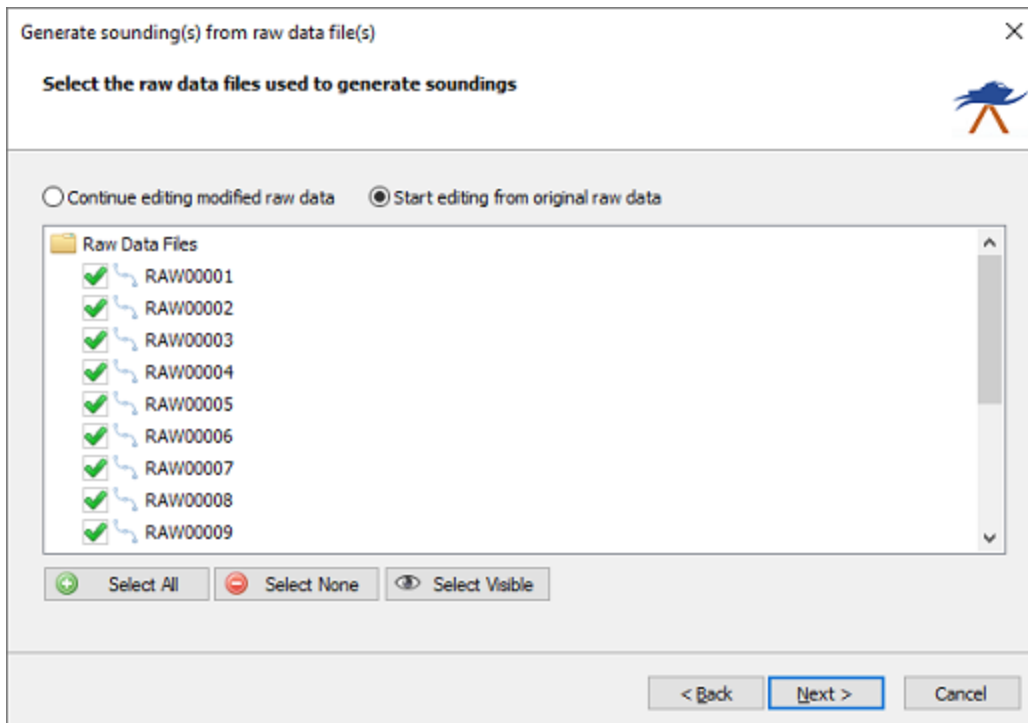 Generate sounding(s) from raw data file(s)
Select the raw data files used to generate soundings
Continue editing modified raw data Start editing from original raw data
Raw Data Files
RAW00001
RAW00002
RAW00003
RAW00004
RAW00005
RAW00006
RAW00007
RAW00008
RAW00009
Select All Select None Select Visible
< Back Next > Cancel